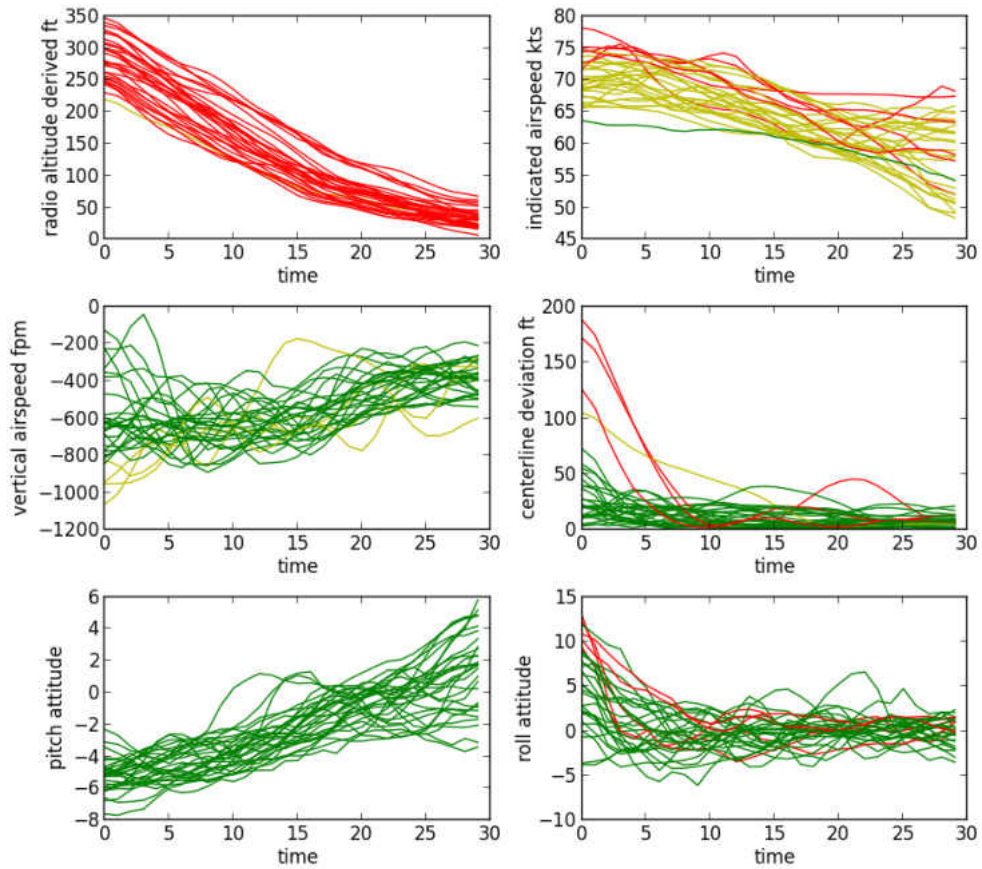 radio altitude derived ft
350
300
250
200
150
100
50
0
0 5 10 15 20 25 30
time
indicated airspeed kts
80
75
70
65
60
55
50
45
0 5 10 15 20 25 30
time
vertical airspeed fpm
0
−200
−400
−600
−800
−1000
−1200
0 5 10 15 20 25 30
time
centerline deviation ft
200
150
100
50
0
0 5 10 15 20 25 30
time
pitch attitude
6
4
2
0
−2
−4
−6
−8
0 5 10 15 20 25 30
time
roll attitude
15
10
5
0
−5
−10
0 5 10 15 20 25 30
time